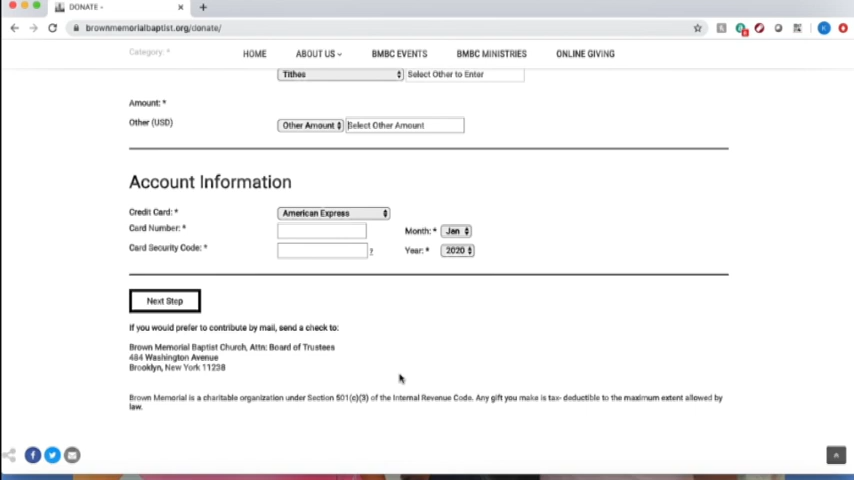 DONATE -
brownmemorialbaptist.org/donate/
Category: *
HOME ABOUT US BMBC EVENTS BMBC MINISTRIES ONLINE GIVING
Tithes Select Other to Enter
Amount: *
Other (USD) Other Amount Select Other Amount
Account Information
Credit Card: * American Express
Card Number: * Month: * Jan
Card Security Code: * ? Year: * 2020
Next Step
If you would prefer to contribute by mail, send a check to:
Brown Memorial Baptist Church, Attn: Board of Trustees
484 Washington Avenue
Brooklyn, New York 11238
Brown Memorial is a charitable organization under Section 501(c)(3) of the Internal Revenue Code. Any gift you make is tax- deductible to the maximum extent allowed by
law.